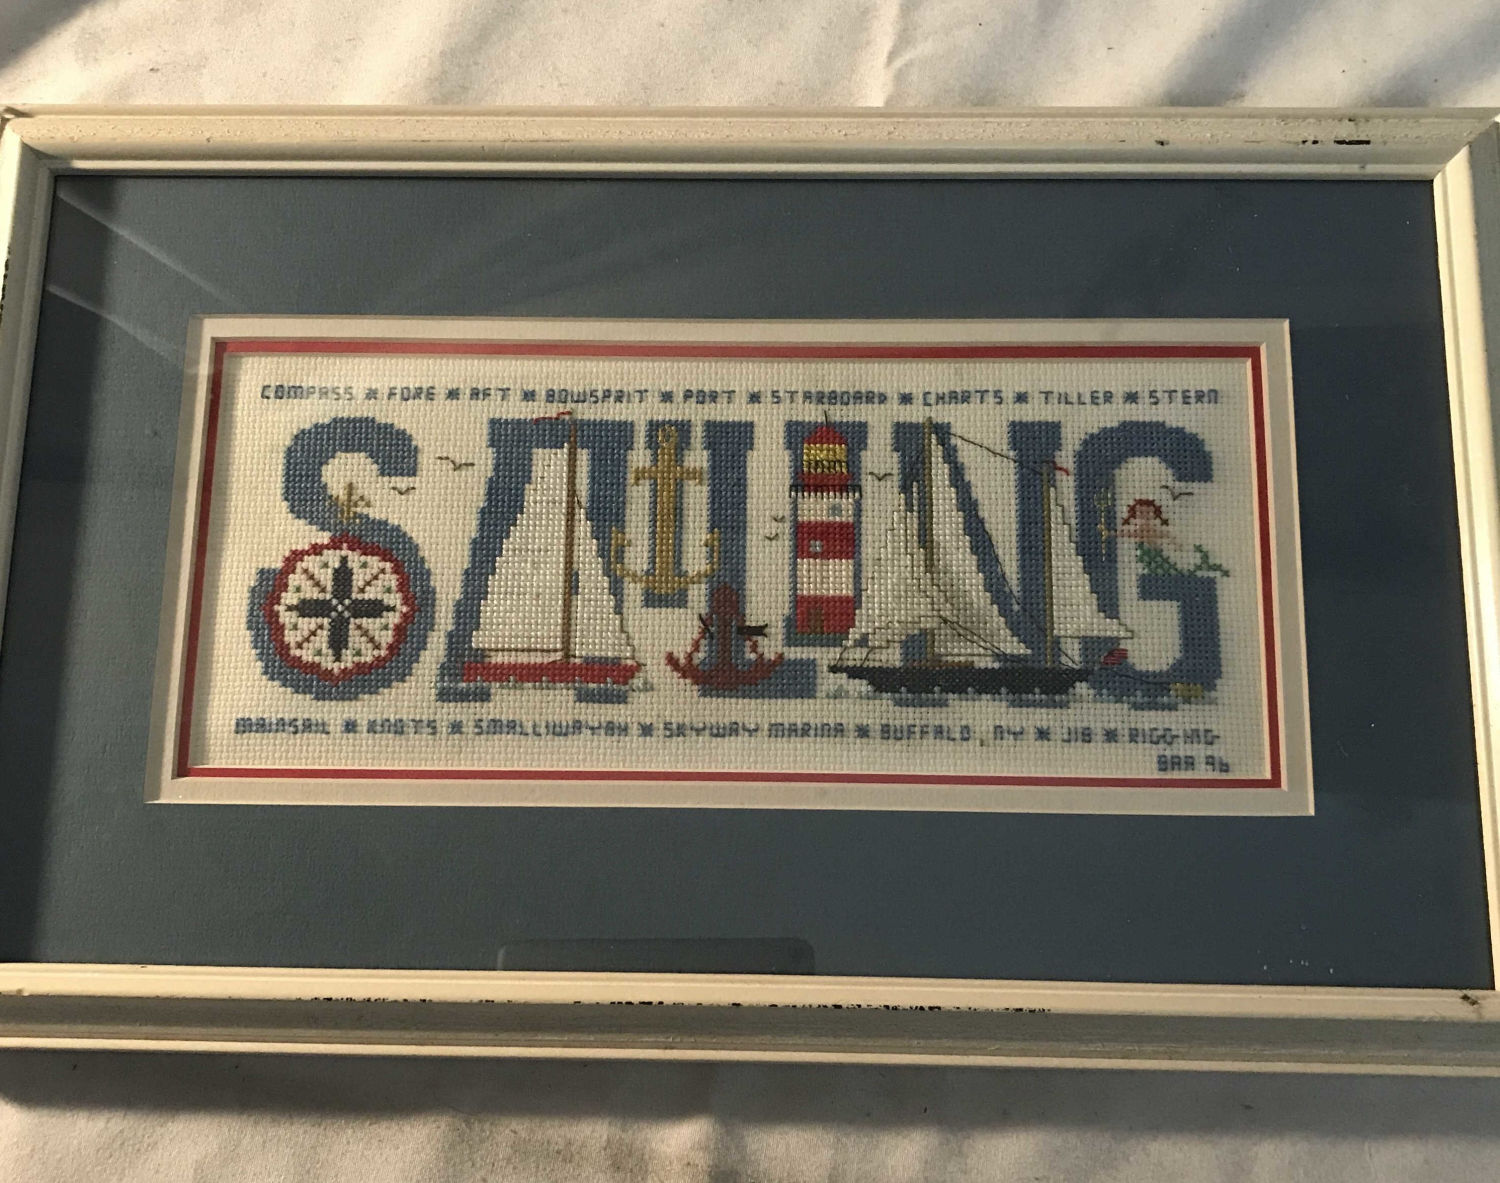 COMPASS * FORE * AFT * BOWSPRIT * PORT * STARBOARD * CHARTS * TILLER * STERN
SAILING
MAINSAIL * KNOTS * SMALLIWAYAH * SKYWAY MARINA * BUFFALO, NY * JIB * RIGGING
96